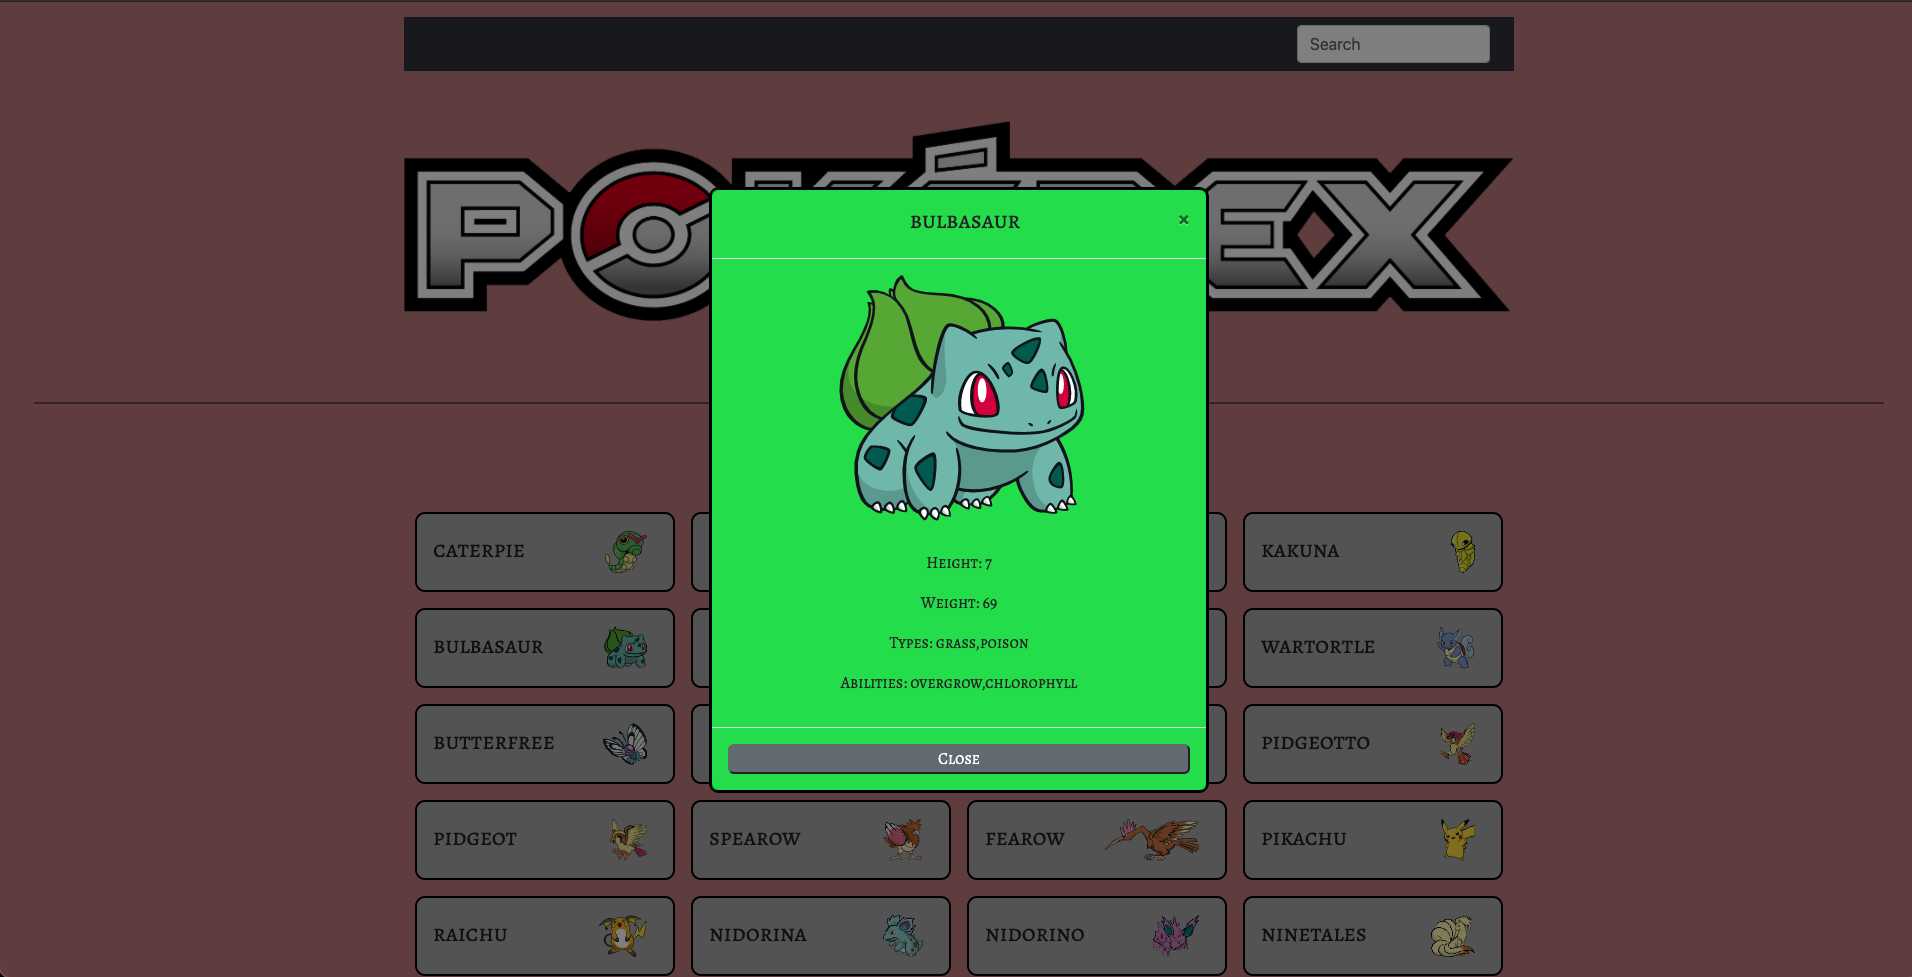 Search
POKéDEX
BULBASAUR
×
Height: 7
Weight: 69
Types: grass,poison
Abilities: overgrow,chlorophyll
Close
CATERPIE
KAKUNA
BULBASAUR
WARTORTLE
BUTTERFREE
PIDGEOTTO
PIDGEOT
SPEAROW
FEAROW
PIKACHU
RAICHU
NIDORINA
NIDORINO
NINETALES